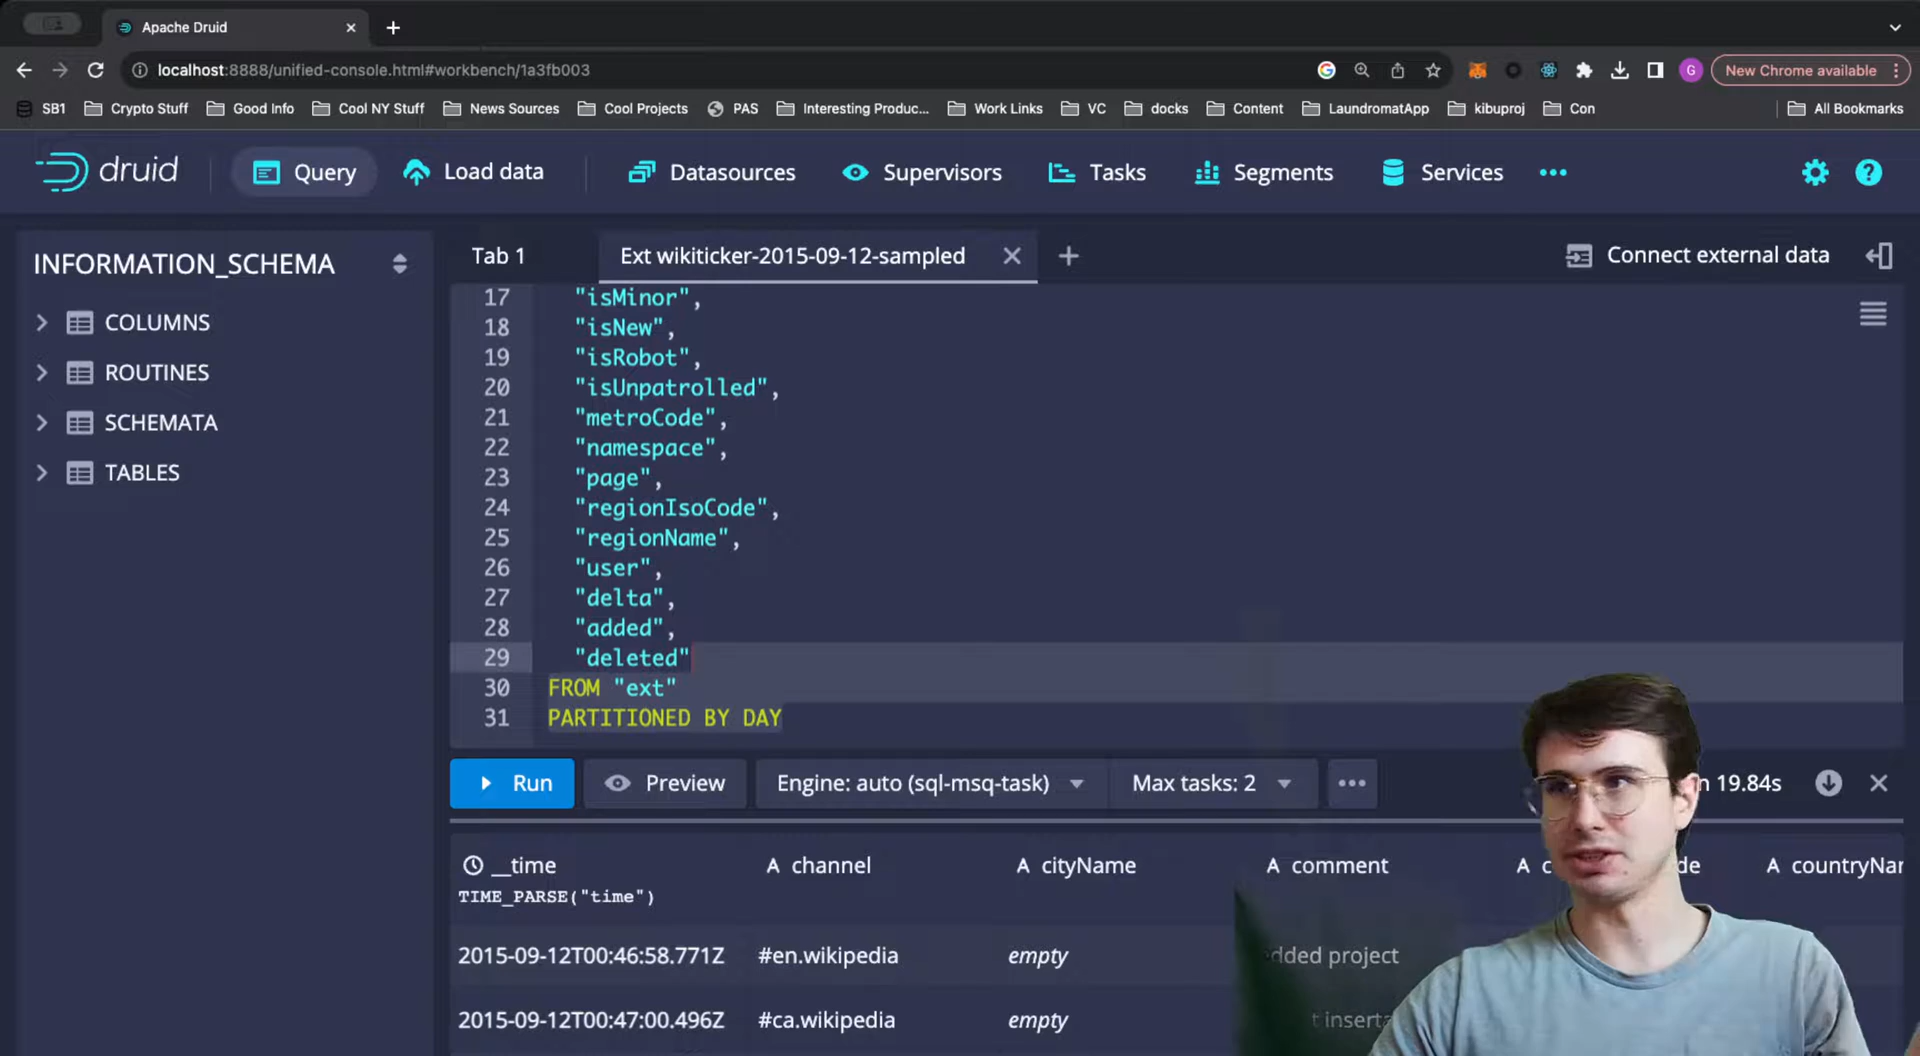 Apache Druid
localhost:8888/unified-console.html#workbench/1a3fb003
G
New Chrome available
SB1
Crypto Stuff
Good Info
Cool NY Stuff
News Sources
Cool Projects
PAS
Interesting Produc...
Work Links
VC
docks
Content
LaundromatApp
kibuproj
Con
All Bookmarks
druid
Query
Load data
Datasources
Supervisors
Tasks
Segments
Services
INFORMATION_SCHEMA
COLUMNS
ROUTINES
SCHEMATA
TABLES
Tab 1
Ext wikiticker-2015-09-12-sampled
Connect external data
17 "isMinor",
18 "isNew",
19 "isRobot",
20 "isUnpatrolled",
21 "metroCode",
22 "namespace",
23 "page",
24 "regionIsoCode",
25 "regionName",
26 "user",
27 "delta",
28 "added",
29 "deleted"
30 FROM "ext"
31 PARTITIONED BY DAY
Run
Preview
Engine: auto (sql-msq-task)
Max tasks: 2
19.84s
__time
TIME_PARSE("time")
A channel
A cityName
A comment
A
A countryNar
2015-09-12T00:46:58.771Z #en.wikipedia empty project
2015-09-12T00:47:00.496Z #ca.wikipedia empty